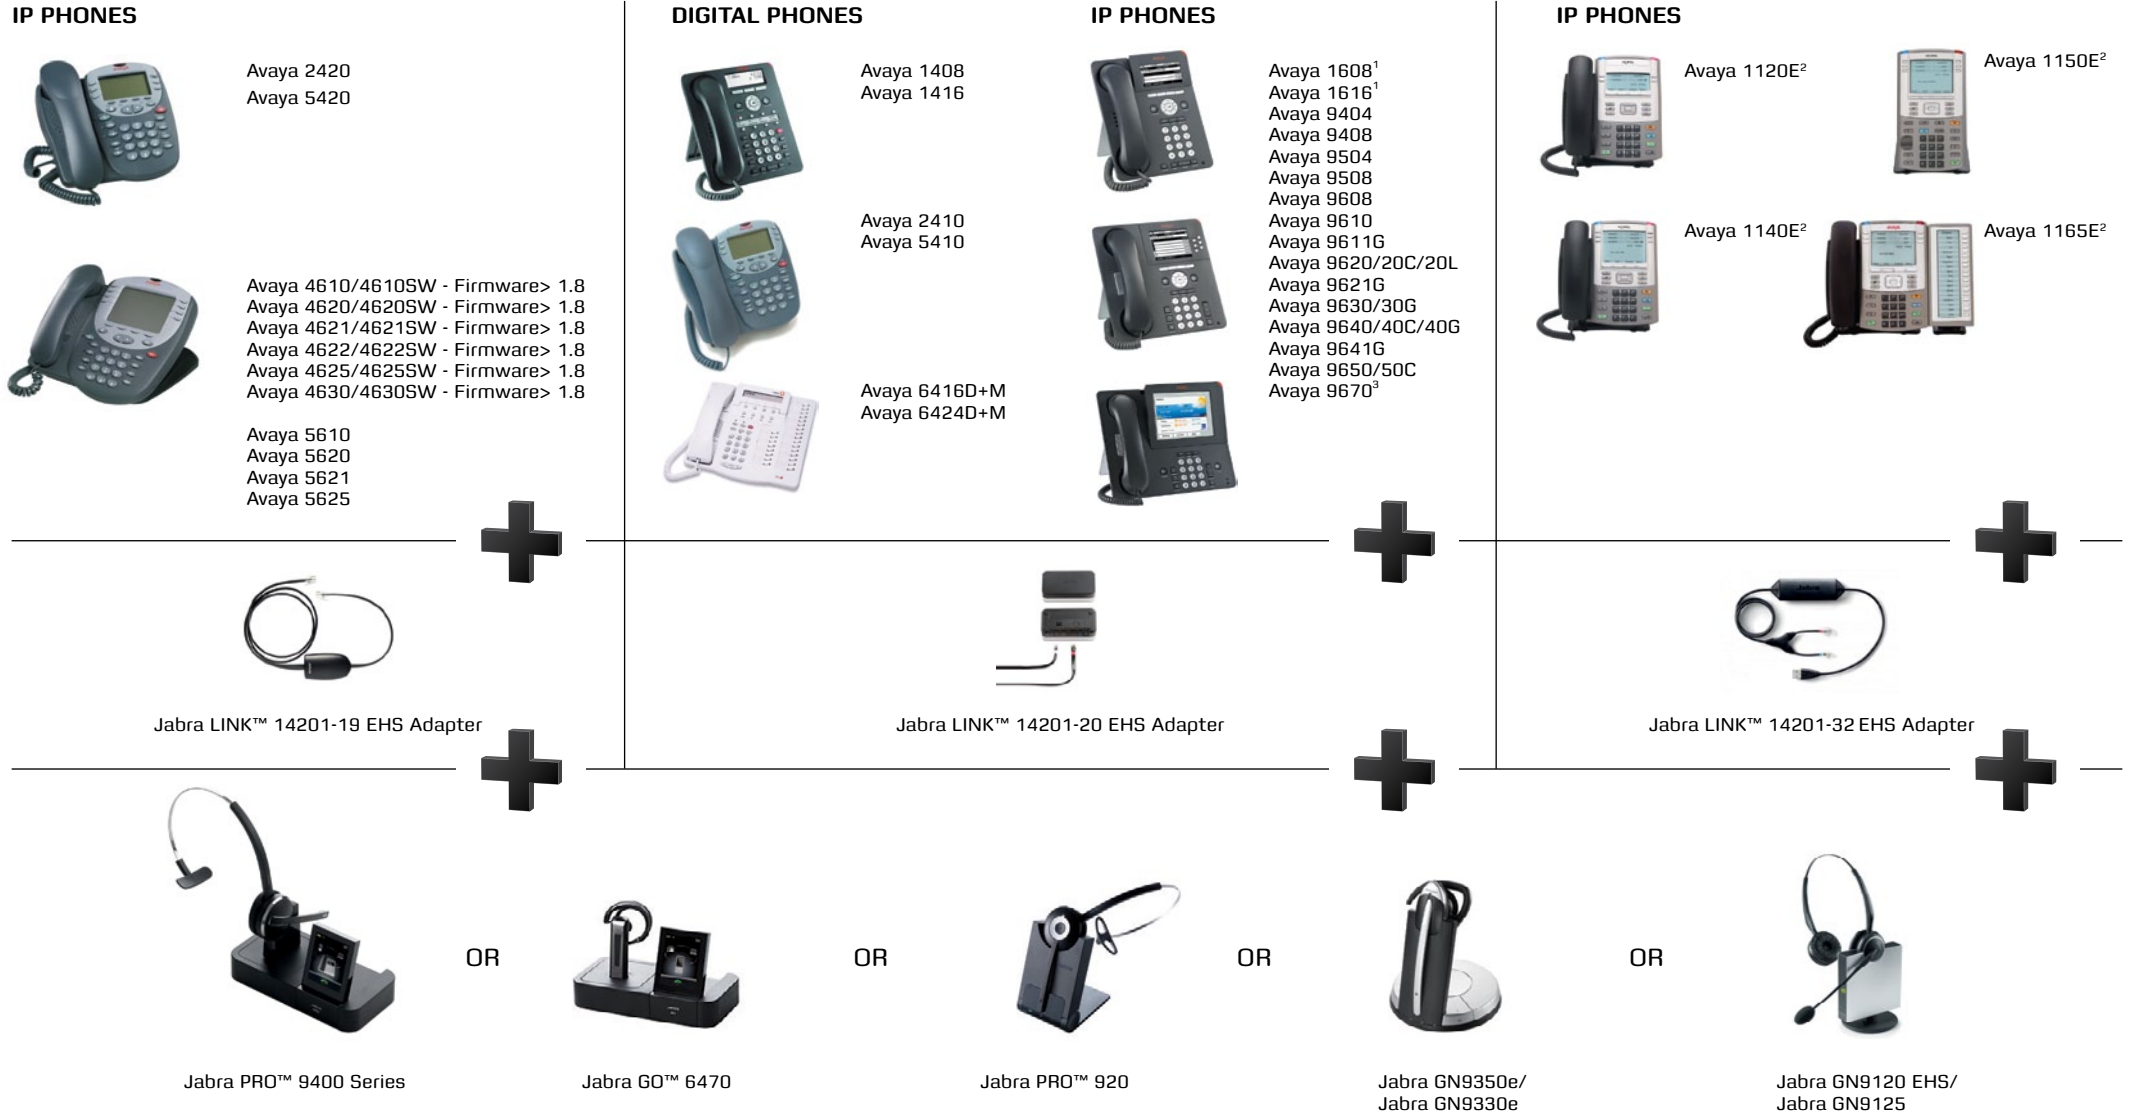 IP PHONES
Avaya 2420
Avaya 5420
Avaya 4610/4610SW - Firmware> 1.8
Avaya 4620/4620SW - Firmware> 1.8
Avaya 4621/4621SW - Firmware> 1.8
Avaya 4622/4622SW - Firmware> 1.8
Avaya 4625/4625SW - Firmware> 1.8
Avaya 4630/4630SW - Firmware> 1.8
Avaya 5610
Avaya 5620
Avaya 5621
Avaya 5625
DIGITAL PHONES
Avaya 1408
Avaya 1416
Avaya 2410
Avaya 5410
Avaya 6416D+M
Avaya 6424D+M
IP PHONES
Avaya 1608¹
Avaya 1616¹
Avaya 9404
Avaya 9408
Avaya 9504
Avaya 9508
Avaya 9608
Avaya 9610
Avaya 9611G
Avaya 9620/20C/20L
Avaya 9621G
Avaya 9630/30G
Avaya 9640/40C/40G
Avaya 9641G
Avaya 9650/50C
Avaya 9670³
IP PHONES
Avaya 1120E²
Avaya 1150E²
Avaya 1140E²
Avaya 1165E²
Jabra LINK™ 14201-19 EHS Adapter
Jabra LINK™ 14201-20 EHS Adapter
Jabra
Jabra LINK™ 14201-32 EHS Adapter
OR
OR
OR
OR
Jabra PRO™ 9400 Series
Jabra GO™ 6470
Jabra PRO™ 920
Jabra GN9350e/
Jabra GN9330e
Jabra GN9120 EHS/
Jabra GN9125